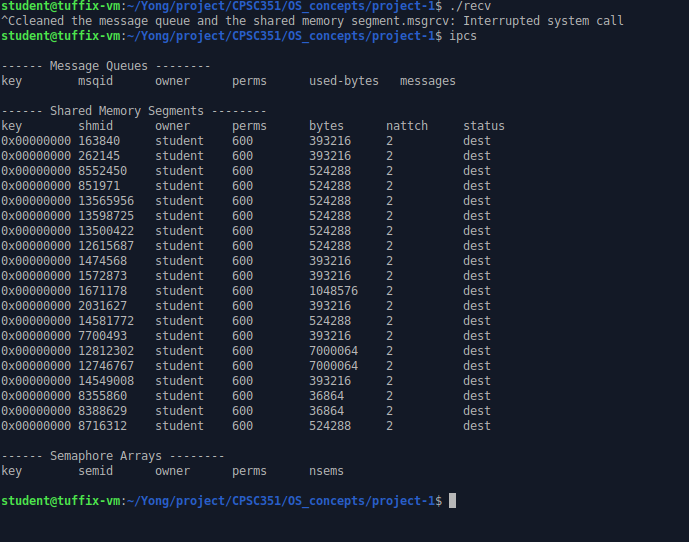 student@tuffix-vm:~/Yong/project/CPSC351/OS_concepts/project-1$ ./recv
^Ccleaned the message queue and the shared memory segment.msgrcv: Interrupted system call
student@tuffix-vm:~/Yong/project/CPSC351/OS_concepts/project-1$ ipcs
------ Message Queues --------
key        msqid      owner      perms      used-bytes   messages
------ Shared Memory Segments --------
key        shmid      owner      perms      bytes      nattch     status
0x00000000 163840     student    600        393216     2          dest
0x00000000 262145     student    600        393216     2          dest
0x00000000 8552450    student    600        524288     2          dest
0x00000000 851971     student    600        524288     2          dest
0x00000000 13565956   student    600        524288     2          dest
0x00000000 13598725   student    600        524288     2          dest
0x00000000 13500422   student    600        524288     2          dest
0x00000000 12615687   student    600        524288     2          dest
0x00000000 1474568    student    600        393216     2          dest
0x00000000 1572873    student    600        393216     2          dest
0x00000000 1671178    student    600        1048576    2          dest
0x00000000 2031627    student    600        393216     2          dest
0x00000000 14581772   student    600        524288     2          dest
0x00000000 7700493    student    600        393216     2          dest
0x00000000 12812302   student    600        7000064    2          dest
0x00000000 12746767   student    600        7000064    2          dest
0x00000000 14549008   student    600        393216     2          dest
0x00000000 8355860    student    600        36864      2          dest
0x00000000 8388629    student    600        36864      2          dest
0x00000000 8716312    student    600        524288     2          dest
------ Semaphore Arrays --------
key        semid      owner      perms      nsems
student@tuffix-vm:~/Yong/project/CPSC351/OS_concepts/project-1$